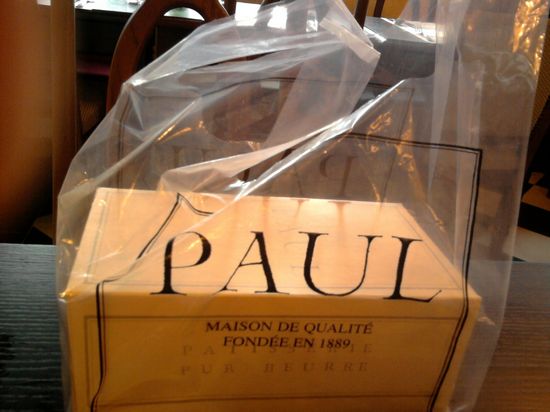 PAUL
MAISON DE QUALITÉ
FONDÉE EN 1889
PATISSERIE
PUR BEURRE